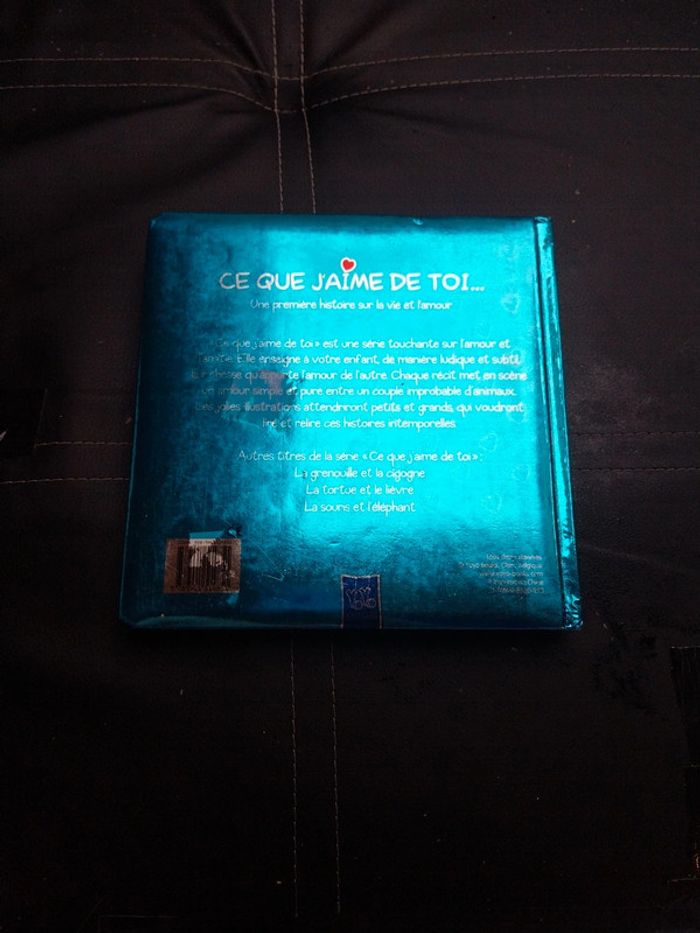 CE QUE J'AIME DE TOI...
Une première histoire sur la vie et l'amour
« Ce que j'aime de toi » est une série touchante sur l'amour et
l'amitié. Elle enseigne à votre enfant, de manière ludique et subtile
la richesse qu'apporte l'amour de l'autre. Chaque récit met en scène
un amour simple et pure entre un couple improbable d'animaux.
Les jolies illustrations attendriront petits et grands, qui voudront
lire et relire ces histoires intemporelles.
Autres titres de la série « Ce que j'aime de toi » :
La grenouille et la cigogne
La tortue et le lièvre
La souris et l'éléphant
YoYo